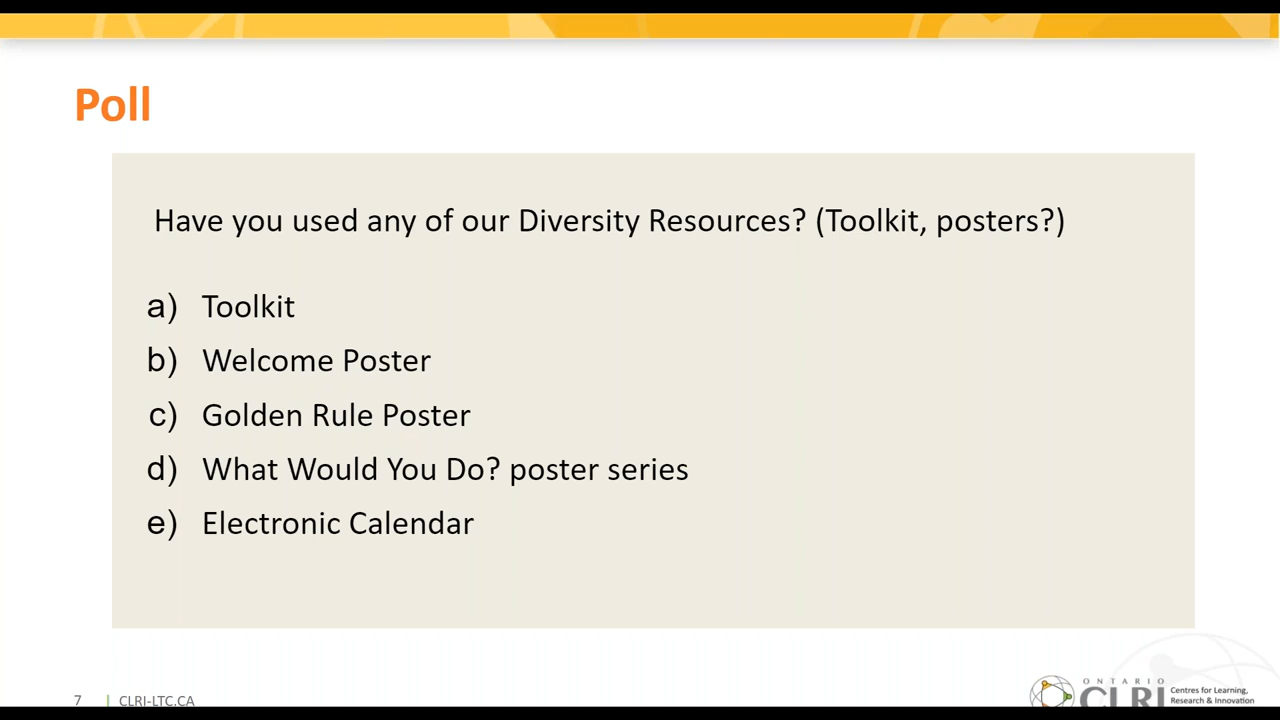 Poll
Have you used any of our Diversity Resources? (Toolkit, posters?)
a) Toolkit
b) Welcome Poster
c) Golden Rule Poster
d) What Would You Do? poster series
e) Electronic Calendar
7 | CLRI-LTC.CA
ONTARIO
CLRI
Centres for Learning,
Research & Innovation